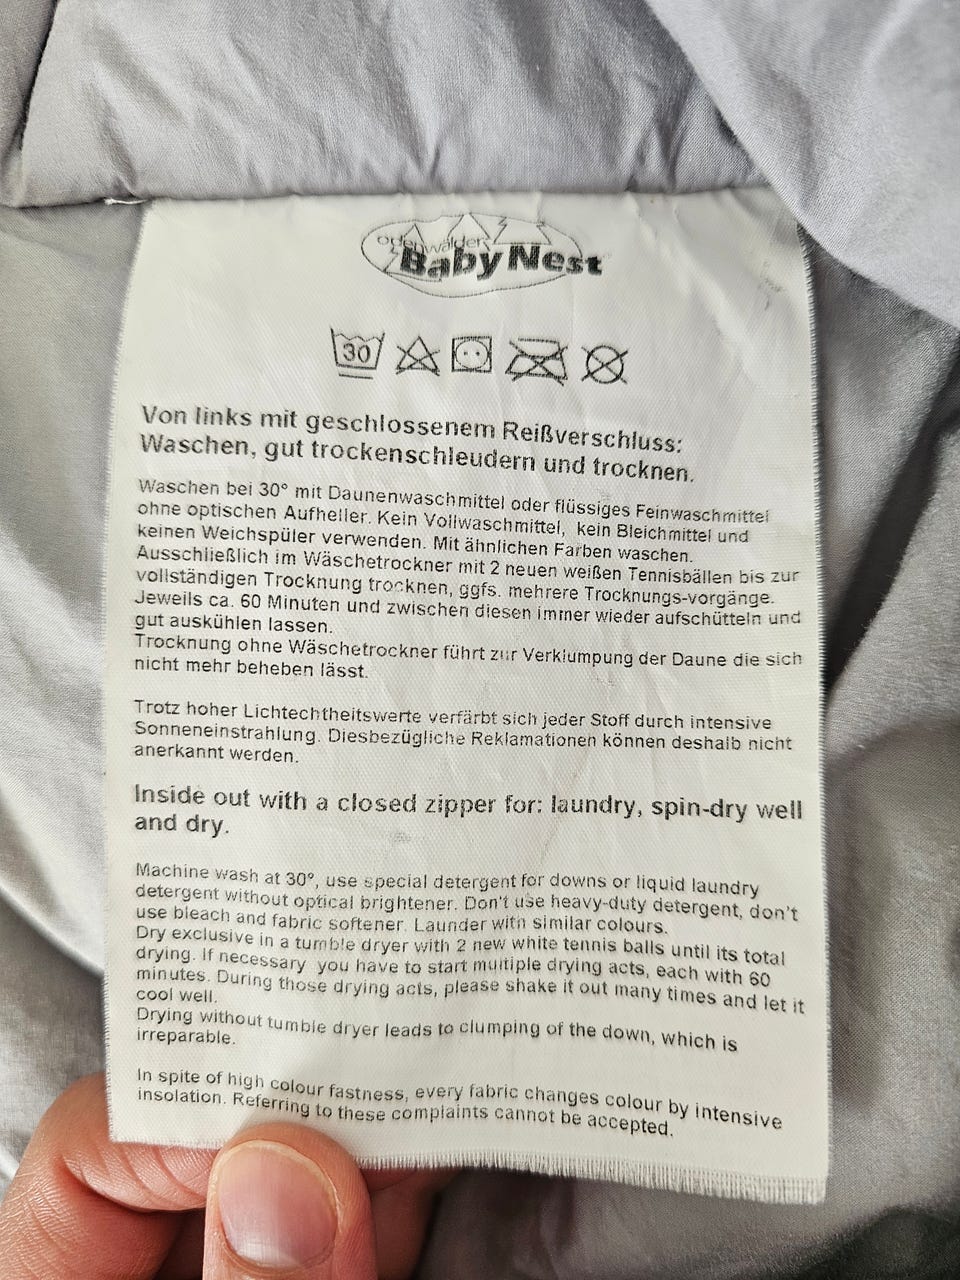 odenwälder
BabyNest
30
Von links mit geschlossenem Reißverschluss:
Waschen, gut trockenschleudern und trocknen.
Waschen bei 30° mit Daunenwaschmittel oder flüssiges Feinwaschmittel
ohne optischen Aufheller. Kein Vollwaschmittel, kein Bleichmittel und
keinen Weichspüler verwenden. Mit ähnlichen Farben waschen.
Ausschließlich im Wäschetrockner mit 2 neuen weißen Tennisbällen bis zur
vollständigen Trocknung trocknen, ggfs. mehrere Trocknungs-vorgänge.
Jeweils ca. 60 Minuten und zwischen diesen immer wieder aufschütteln und
gut auskühlen lassen.
Trocknung ohne Wäschetrockner führt zur Verklumpung der Daune die sich
nicht mehr beheben lässt.
Trotz hoher Lichtechtheitswerte verfärbt sich jeder Stoff durch intensive
Sonneneinstrahlung. Diesbezügliche Reklamationen können deshalb nicht
anerkannt werden.
Inside out with a closed zipper for: laundry, spin-dry well
and dry.
Machine wash at 30°, use special detergent for downs or liquid laundry
detergent without optical brightener. Don't use heavy-duty detergent, don't
use bleach and fabric softener. Launder with similar colours.
Dry exclusive in a tumble dryer with 2 new white tennis balls until its total
drying. If necessary you have to start multiple drying acts, each with 60
minutes. During those drying acts, please shake it out many times and let it
cool well.
Drying without tumble dryer leads to clumping of the down, which is
irreparable.
In spite of high colour fastness, every fabric changes colour by intensive
insolation. Referring to these complaints cannot be accepted.